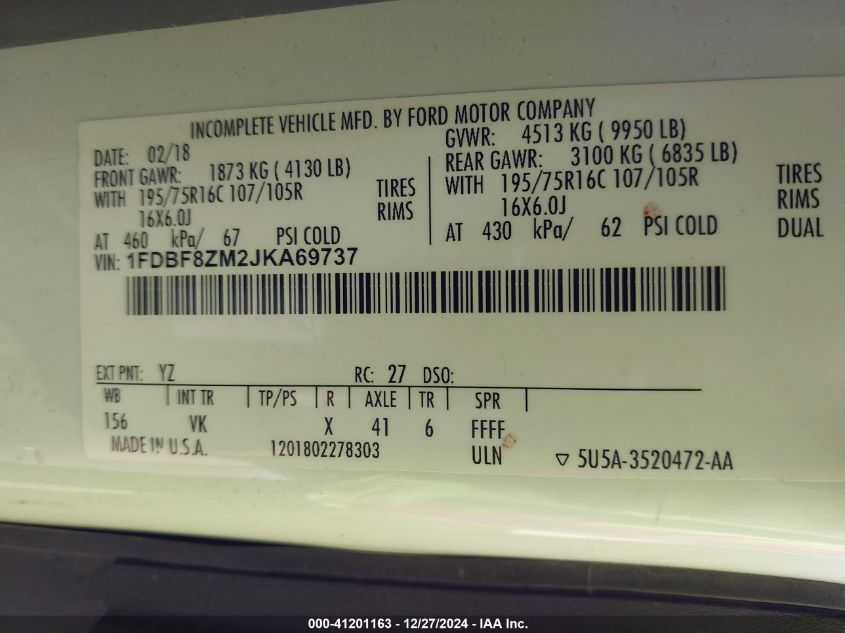 INCOMPLETE VEHICLE MFD. BY FORD MOTOR COMPANY
DATE: 02/18
GVWR: 4513 KG ( 9950 LB)
FRONT GAWR: 1873 KG ( 4130 LB)
REAR GAWR: 3100 KG ( 6835 LB)
WITH 195/75R16C 107/105R TIRES
WITH 195/75R16C 107/105R TIRES
16X6.0J RIMS
16X6.0J RIMS
AT 460 kPa/ 67 PSI COLD
AT 430 kPa/ 62 PSI COLD DUAL
VIN: 1FDBF8ZM2JKA69737
EXT PNT: YZ RC: 27 DSO:
WB INT TR TP/PS R AXLE TR SPR
156 VK X 41 6 FFFF
MADE IN U.S.A. 1201802278303 ULN 5U5A-3520472-AA
000-41201163 - 12/27/2024 - IAA Inc.